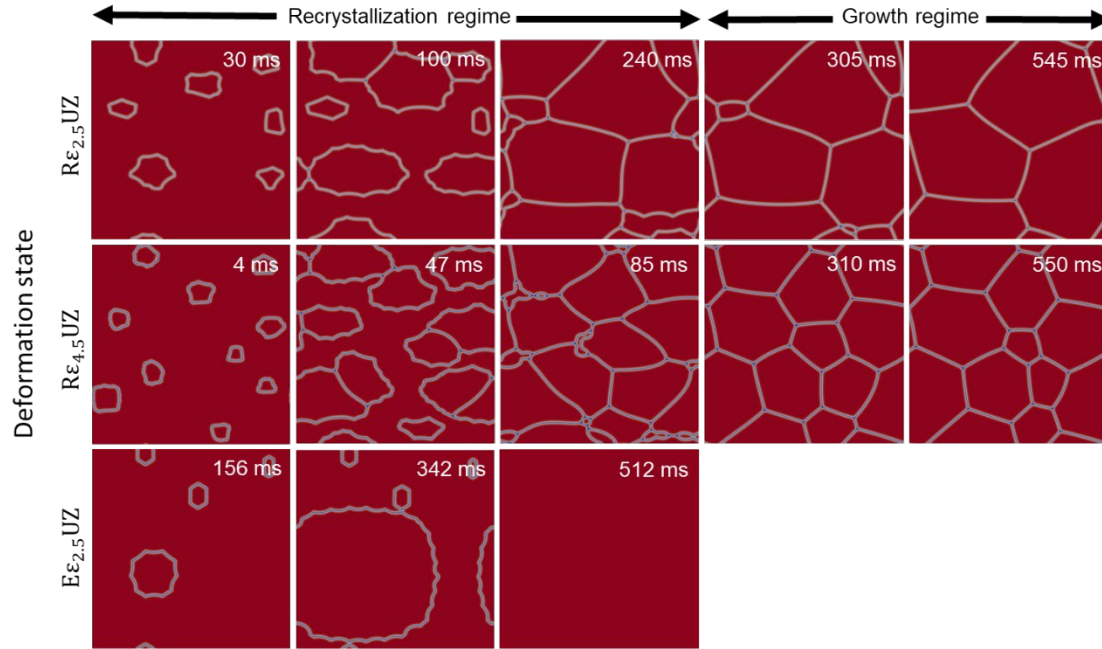 Recrystallization regime
Growth regime
Deformation state
Rε₂.₅UZ
30 ms
100 ms
240 ms
305 ms
545 ms
Rε₄.₅UZ
4 ms
47 ms
85 ms
310 ms
550 ms
Eε₂.₅UZ
156 ms
342 ms
512 ms